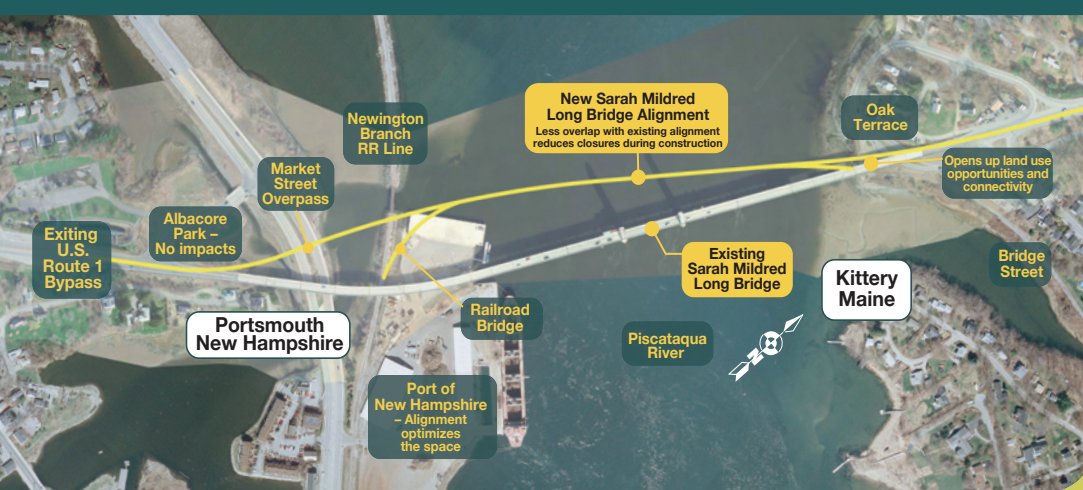 New Sarah Mildred
Long Bridge Alignment
Less overlap with existing alignment
reduces closures during construction
Oak
Terrace
Newington
Branch
RR Line
Market
Street
Overpass
Opens up land use
opportunities and
connectivity
Albacore
Park –
No impacts
Exiting
U.S.
Route 1
Bypass
Existing
Sarah Mildred
Long Bridge
Bridge
Street
Kittery
Maine
Railroad
Bridge
Portsmouth
New Hampshire
Piscataqua
River
N
Port of
New Hampshire
– Alignment
optimizes
the space